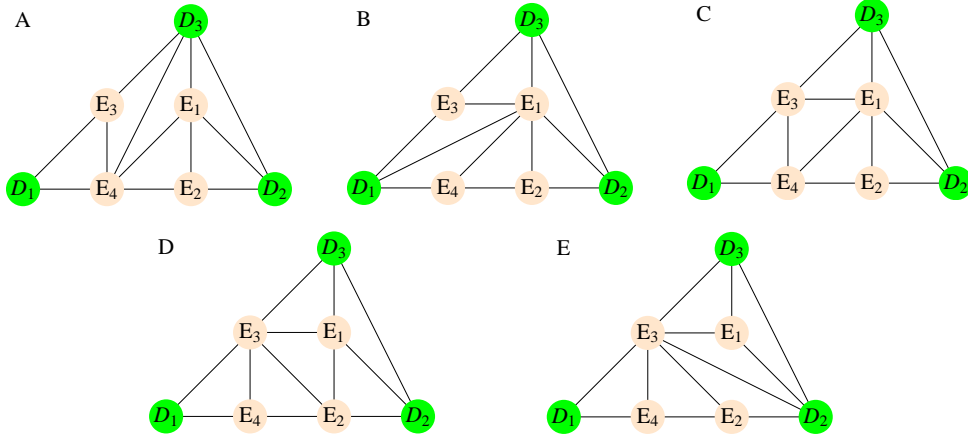 A
D₃
E₃ E₁
D₁ E₄ E₂ D₂
B
D₃
E₃ E₁
D₁ E₄ E₂ D₂
C
D₃
E₃ E₁
D₁ E₄ E₂ D₂
D
D₃
E₃ E₁
D₁ E₄ E₂ D₂
E
D₃
E₃ E₁
D₁ E₄ E₂ D₂